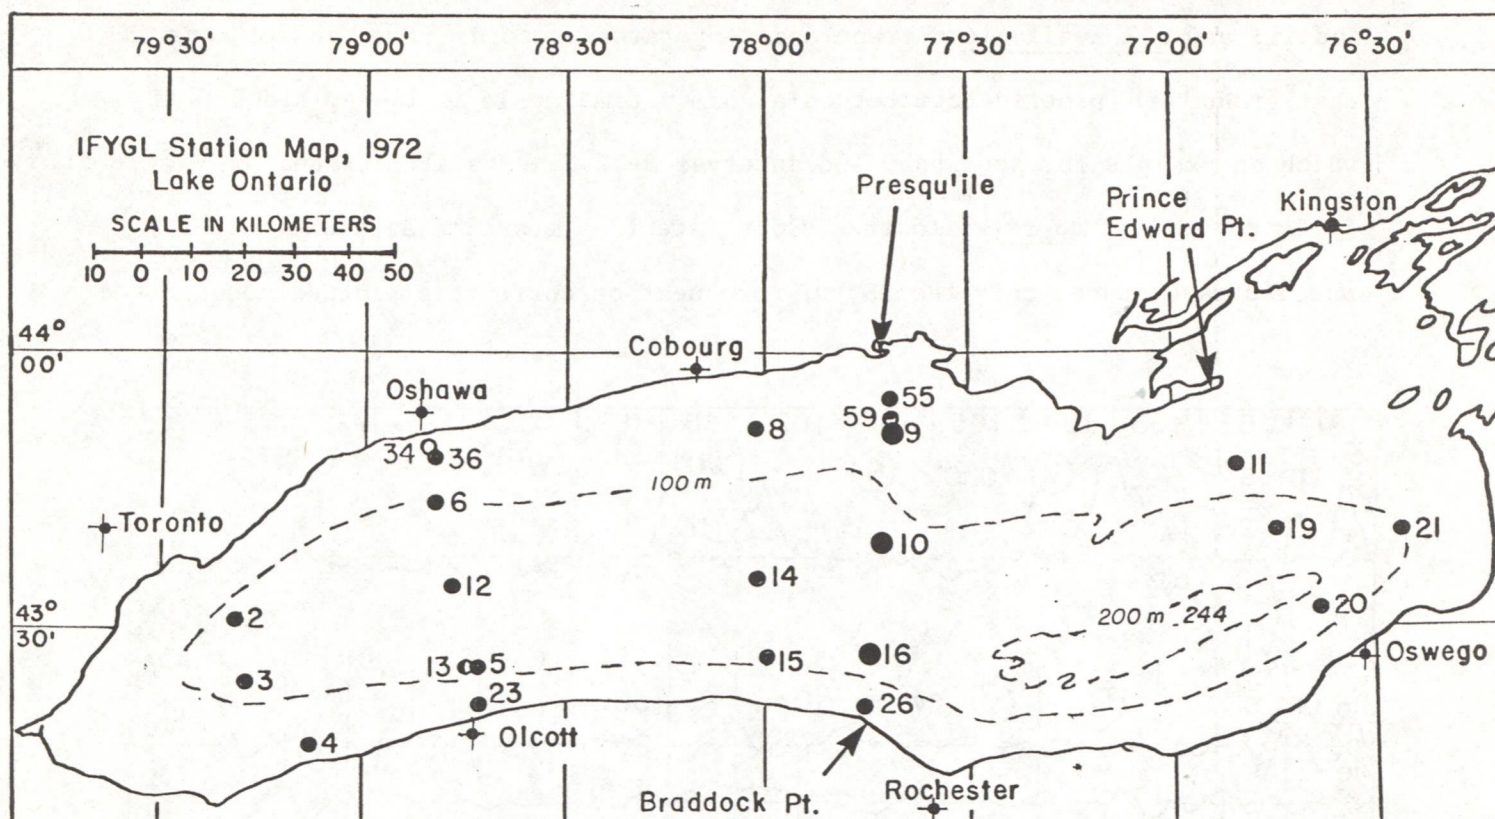 79°30' 79°00' 78°30' 78°00' 77°30' 77°00' 76°30'
IFYGL Station Map, 1972
Lake Ontario
SCALE IN KILOMETERS
10 0 10 20 30 40 50
Presqu'ile
Prince
Edward Pt.
Kingston
44°
00'
Cobourg
Oshawa
55
59
9
8
34
36
11
100 m
6
Toronto
19
21
10
14
12
43°
30'
2
200 m 244
20
Oswego
13
5
15
16
3
23
26
Olcott
4
Rochester
Braddock Pt.